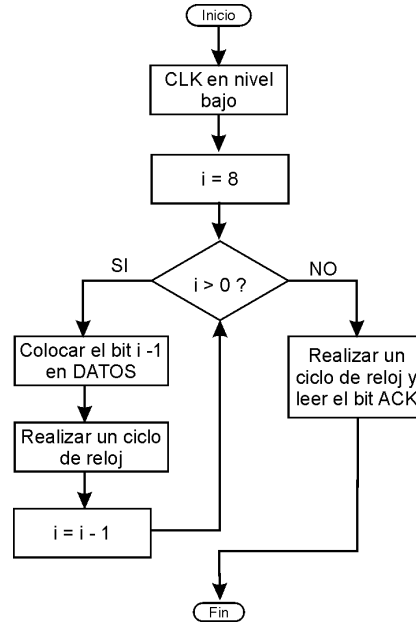 Inicio
CLK en nivel
bajo
i = 8
i > 0 ?
SI
NO
Colocar el bit i -1
en DATOS
Realizar un ciclo
de reloj
i = i - 1
Realizar un
ciclo de reloj y
leer el bit ACK
Fin